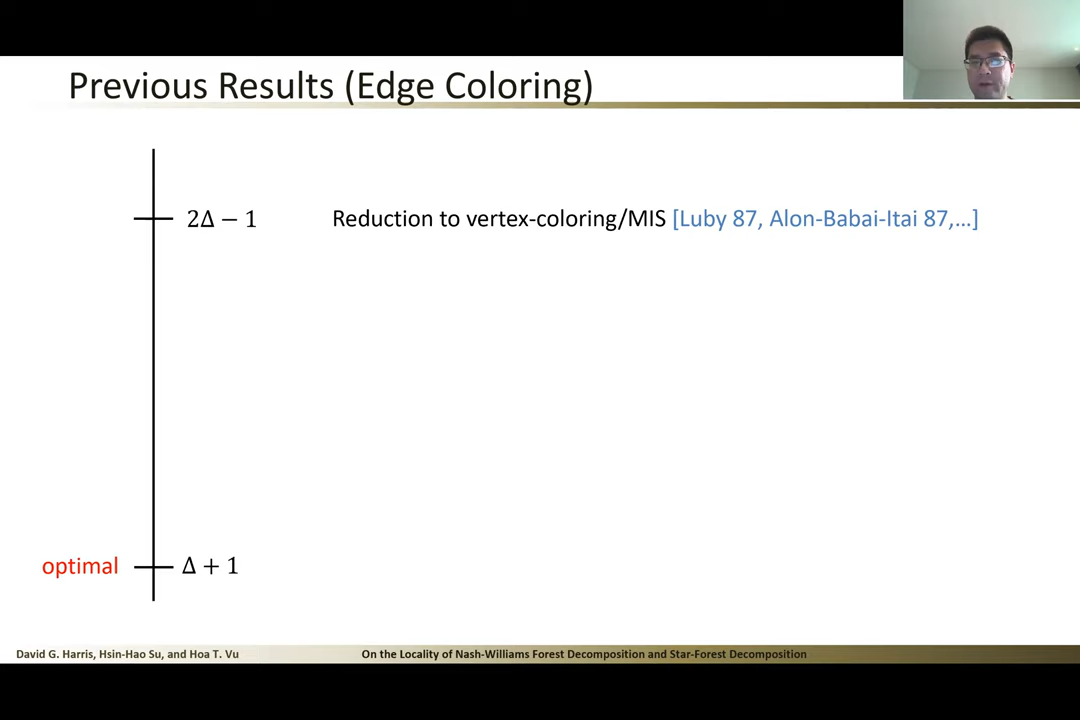 Previous Results (Edge Coloring)
2Δ − 1
Reduction to vertex-coloring/MIS [Luby 87, Alon-Babai-Itai 87,...]
optimal
Δ + 1
David G. Harris, Hsin-Hao Su, and Hoa T. Vu
On the Locality of Nash-Williams Forest Decomposition and Star-Forest Decomposition